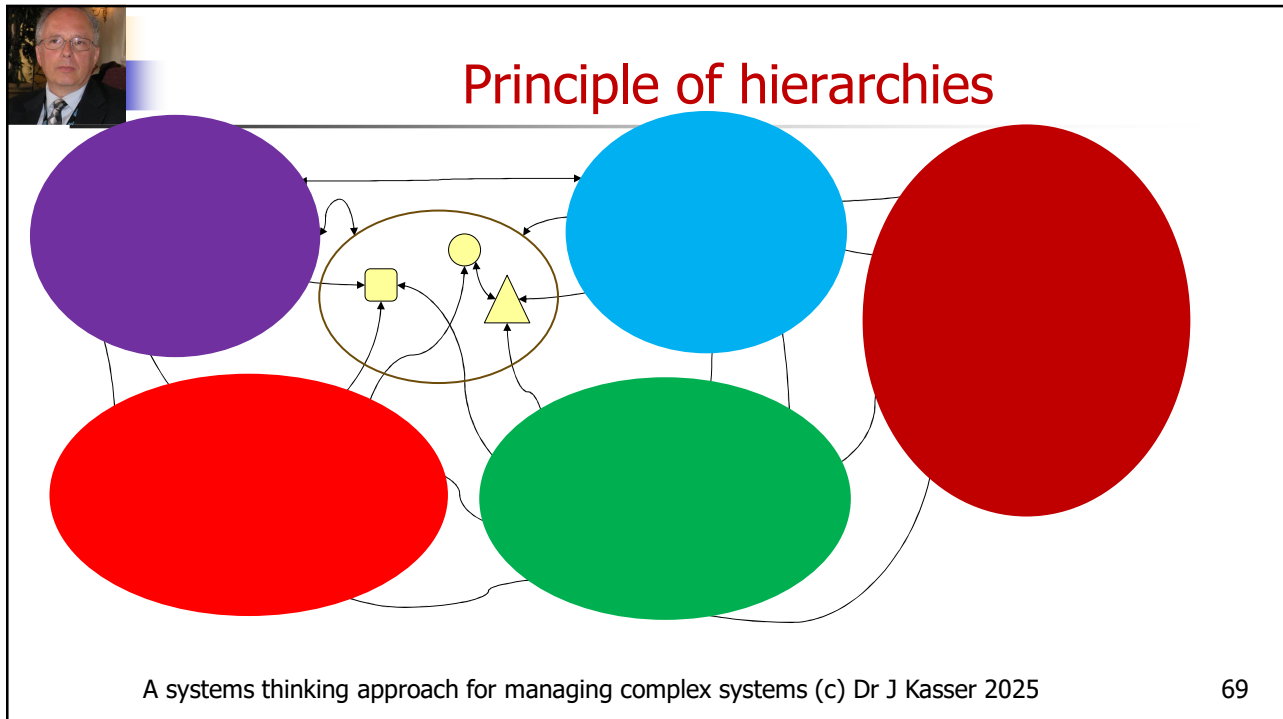 Principle of hierarchies
A systems thinking approach for managing complex systems (c) Dr J Kasser 2025
69